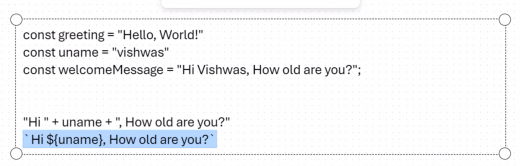 const greeting = "Hello, World!"
const uname = "vishwas"
const welcomeMessage = "Hi Vishwas, How old are you?";
"Hi " + uname + ", How old are you?"
`Hi ${uname}, How old are you?`